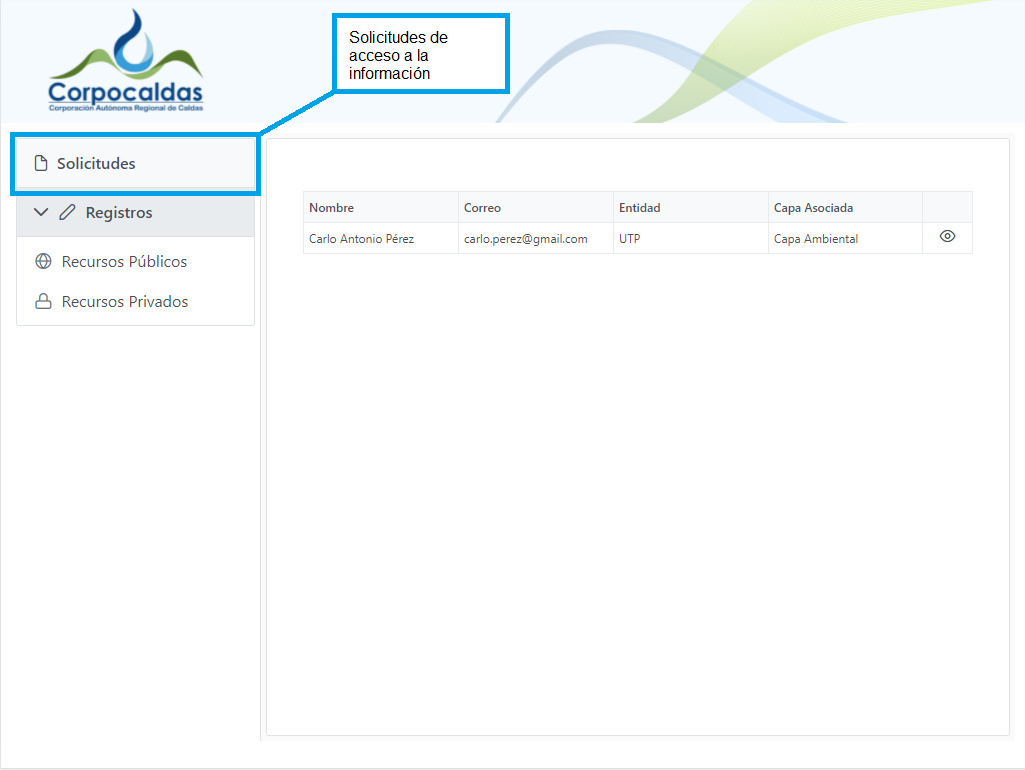 Solicitudes de
acceso a la
información
Corpocaldas
Corporación Autónoma Regional de Caldas
Solicitudes
Registros
Recursos Públicos
Recursos Privados
Nombre Correo Entidad Capa Asociada
Carlo Antonio Pérez carlo.perez@gmail.com UTP Capa Ambiental